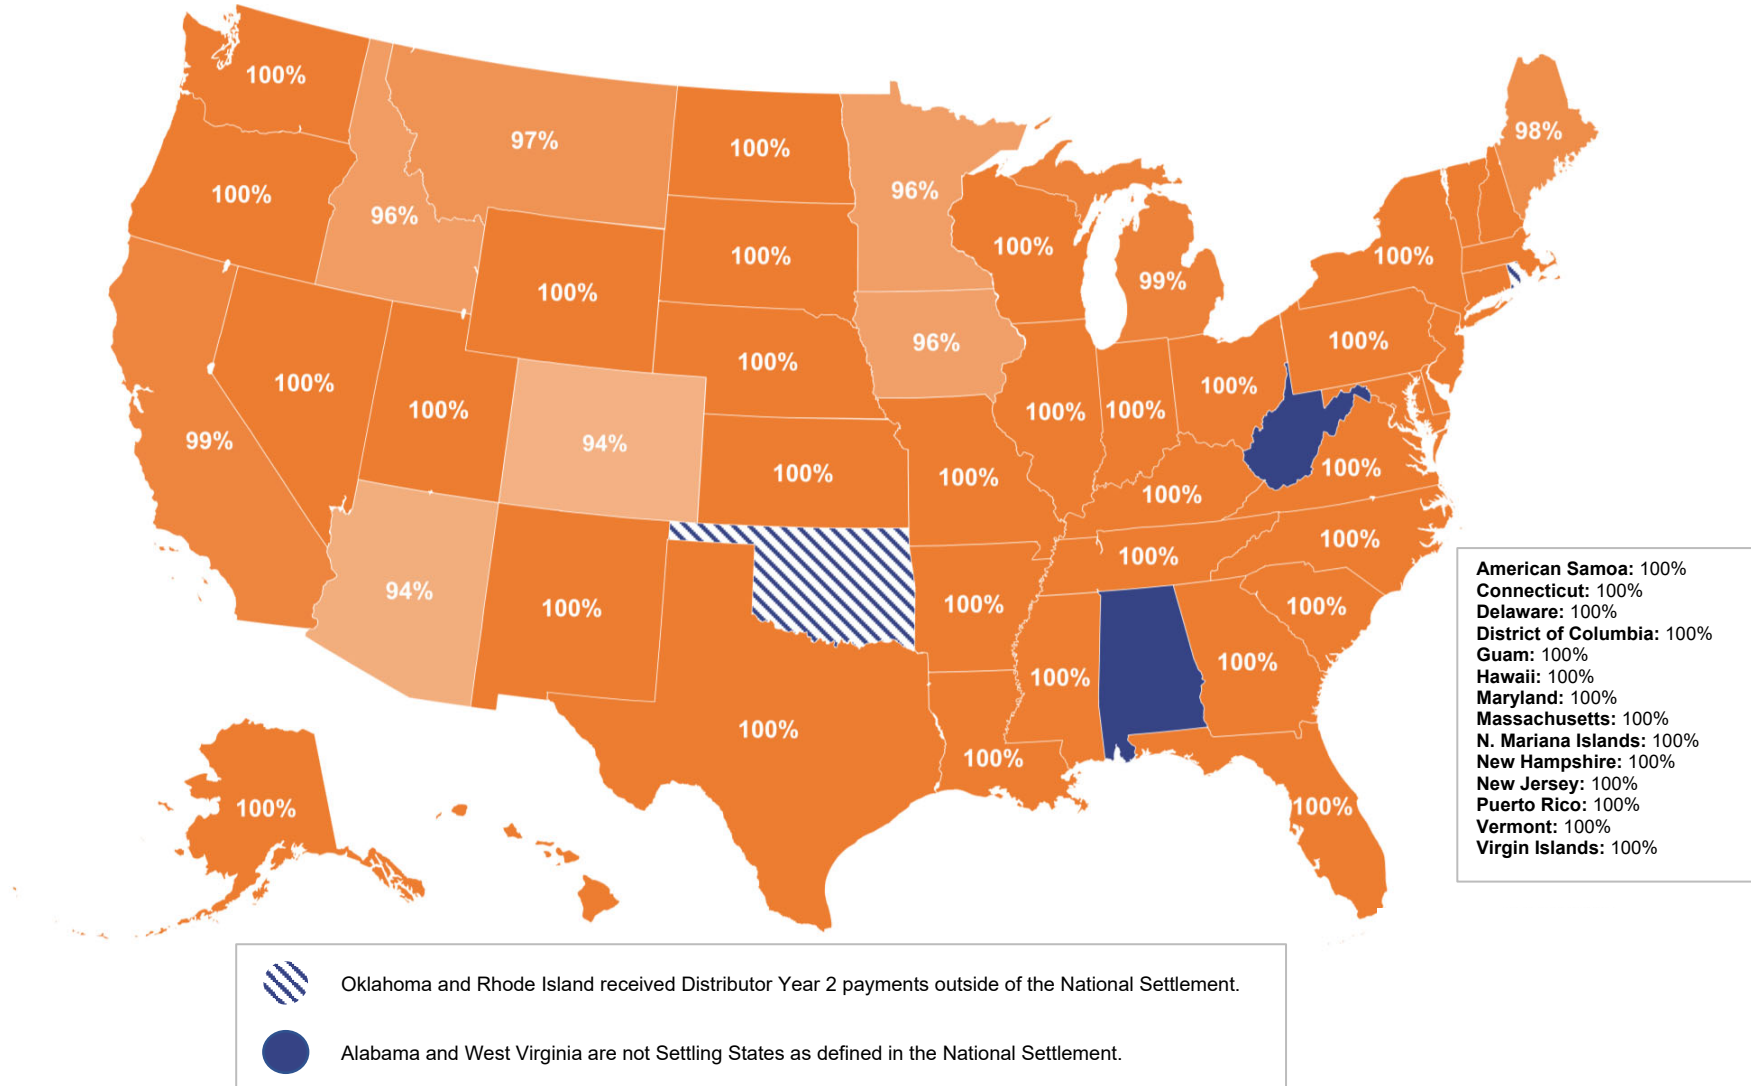 100%
98%
97%
100%
96%
100%
96%
100%
100%
100%
100%
99%
100%
96%
100%
100%
100%
100%
100%
100%
100%
100%
99%
94%
100%
100%
100%
100%
100%
100%
100%
94%
100%
100%
100%
100%
100%
100%
100%
100%
100%
100%
American Samoa: 100%
Connecticut: 100%
Delaware: 100%
District of Columbia: 100%
Guam: 100%
Hawaii: 100%
Maryland: 100%
Massachusetts: 100%
N. Mariana Islands: 100%
New Hampshire: 100%
New Jersey: 100%
Puerto Rico: 100%
Vermont: 100%
Virgin Islands: 100%
Oklahoma and Rhode Island received Distributor Year 2 payments outside of the National Settlement.
Alabama and West Virginia are not Settling States as defined in the National Settlement.